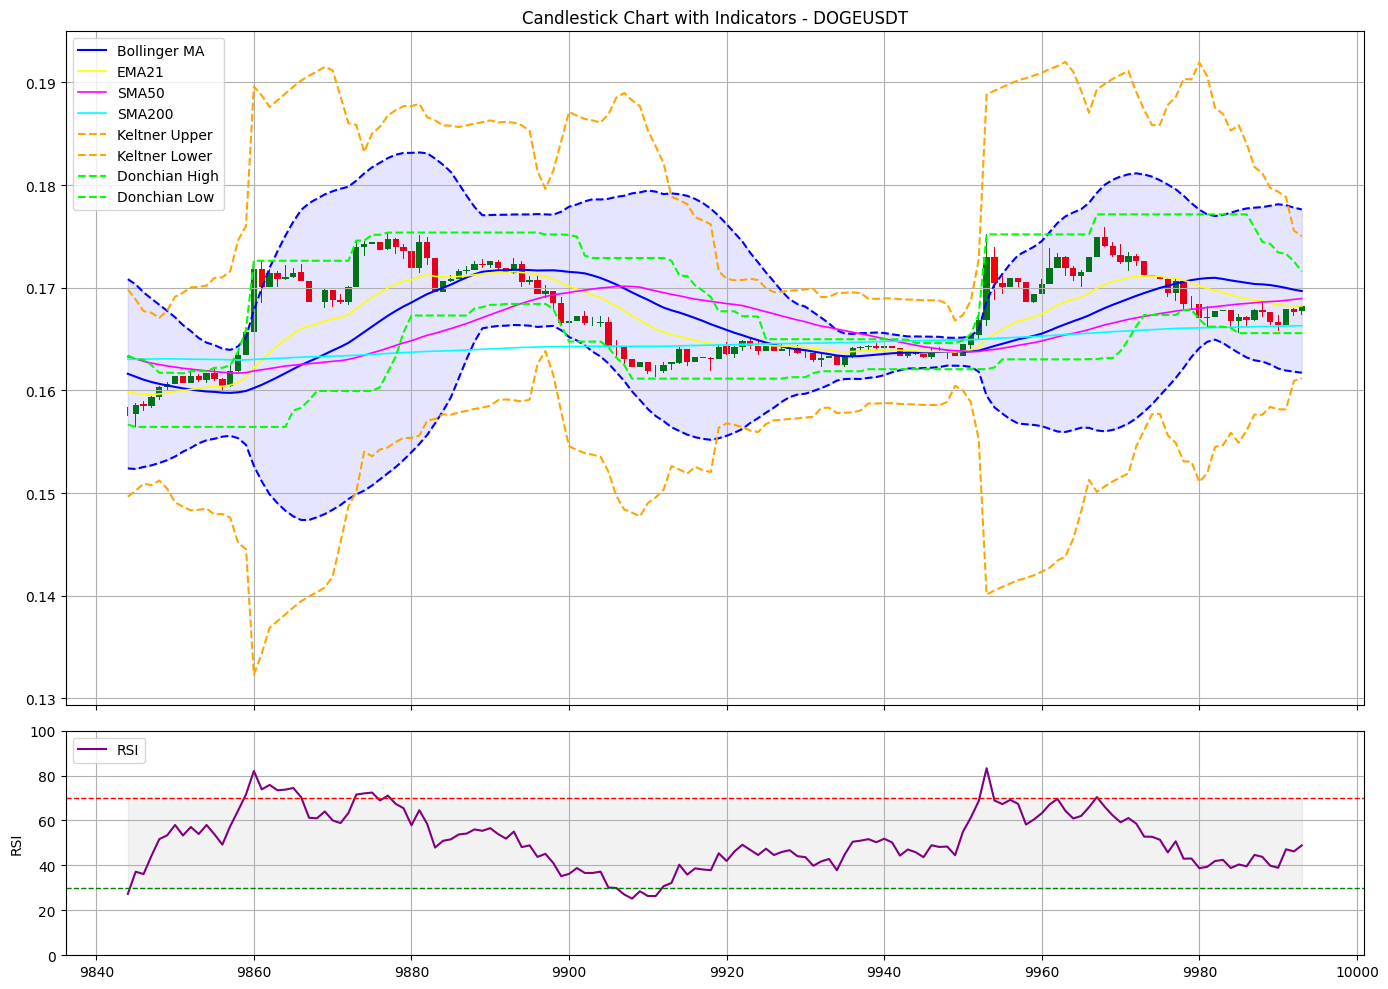 Candlestick Chart with Indicators - DOGEUSDT
Bollinger MA
EMA21
SMA50
SMA200
Keltner Upper
Keltner Lower
Donchian High
Donchian Low
0.19
0.18
0.17
0.16
0.15
0.14
0.13
RSI
100
80
60
40
20
0
RSI
9840
9860
9880
9900
9920
9940
9960
9980
10000